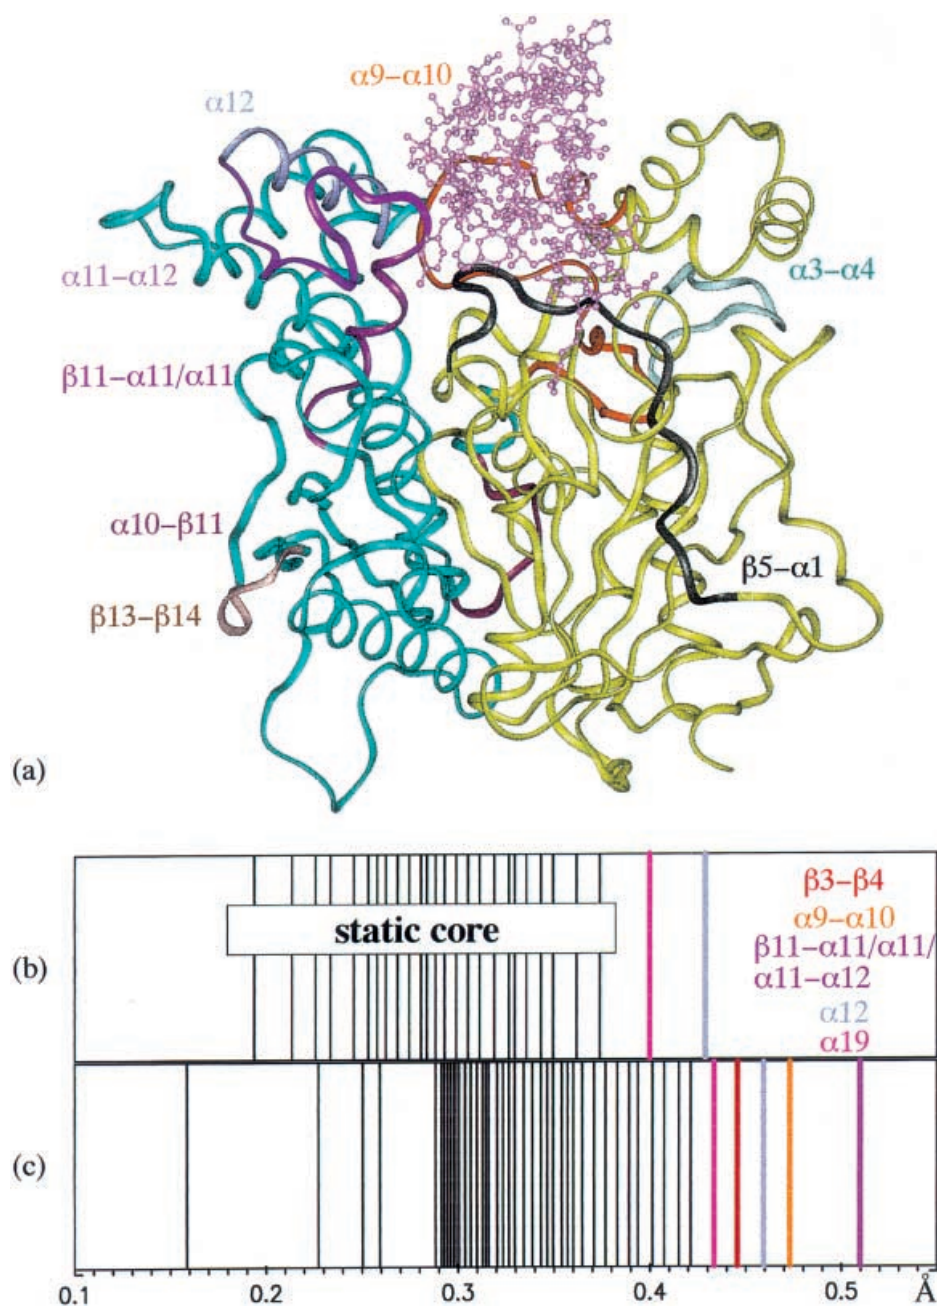 α9–α10
α12
α11–α12
α3–α4
β11–α11/α11
α10–β11
β13–β14
β5–α1
(a)
static core
β3–β4
α9–α10
β11–α11/α11/
α11–α12
α12
α19
(b)
(c)
0.1 0.2 0.3 0.4 0.5 Å